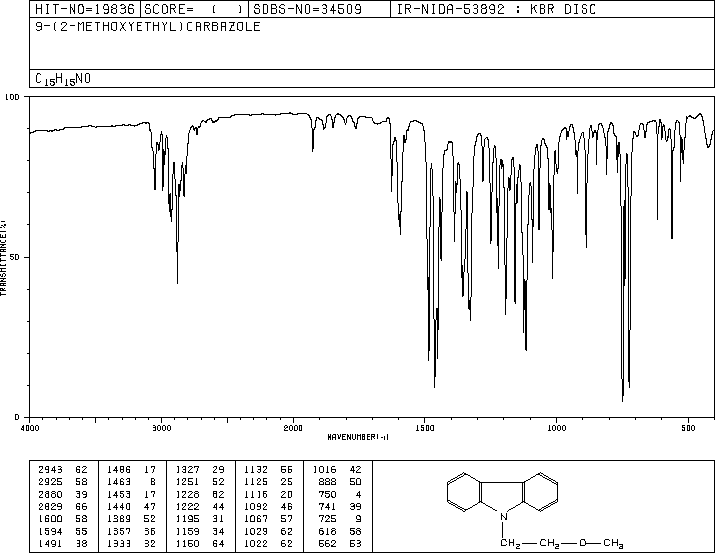 HIT-NO=19836 SCORE= ( ) SDBS-NO=34509 IR-NIDA-53892 : KBR DISC
9-(2-METHOXYETHYL)CARBAZOLE
C15H15NO
100
50
0
TRANSMITTANCE(%)
4000 3000 2000 1500 1000 500
WAVENUMBER(-1)
2943 62 1486 17 1327 29 1132 66 1016 42
2925 58 1463 8 1251 52 1125 25 888 50
2880 39 1453 17 1228 82 1116 20 750 4
2829 66 1440 47 1222 44 1092 46 741 39
1600 58 1389 52 1195 31 1067 57 725 9
1594 55 1357 36 1159 34 1029 62 618 58
1491 38 1333 32 1150 64 1022 62 562 53
N
CH2 CH2 O CH3